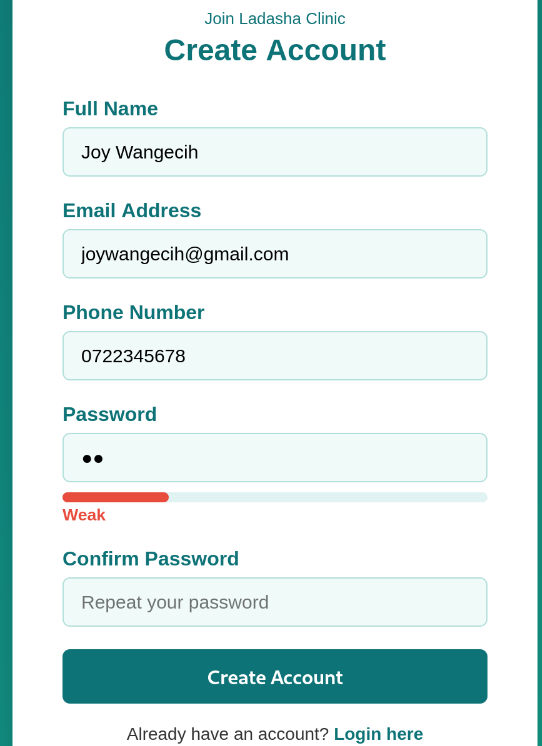 Join Ladasha Clinic
Create Account
Full Name
Joy Wangecih
Email Address
joywangecih@gmail.com
Phone Number
0722345678
Password
••
Weak
Confirm Password
Repeat your password
Create Account
Already have an account? Login here